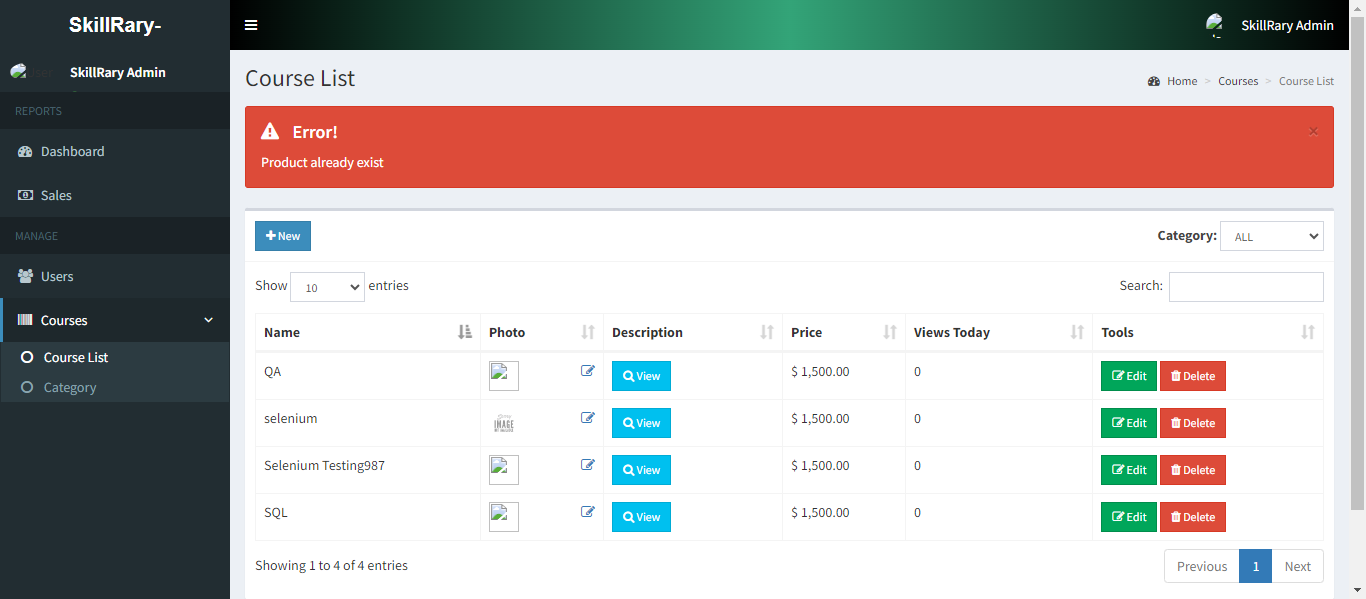 SkillRary-
SkillRary Admin
SkillRary Admin
REPORTS
Dashboard
Sales
MANAGE
Users
Courses
Course List
Category
Course List
Home > Courses > Course List
Error!
×
Product already exist
New
Category: ALL
Show 10 entries
Search:
Name Photo Description Price Views Today Tools
QA View $ 1,500.00 0 Edit Delete
selenium View $ 1,500.00 0 Edit Delete
Selenium Testing987 View $ 1,500.00 0 Edit Delete
SQL View $ 1,500.00 0 Edit Delete
Showing 1 to 4 of 4 entries
Previous 1 Next